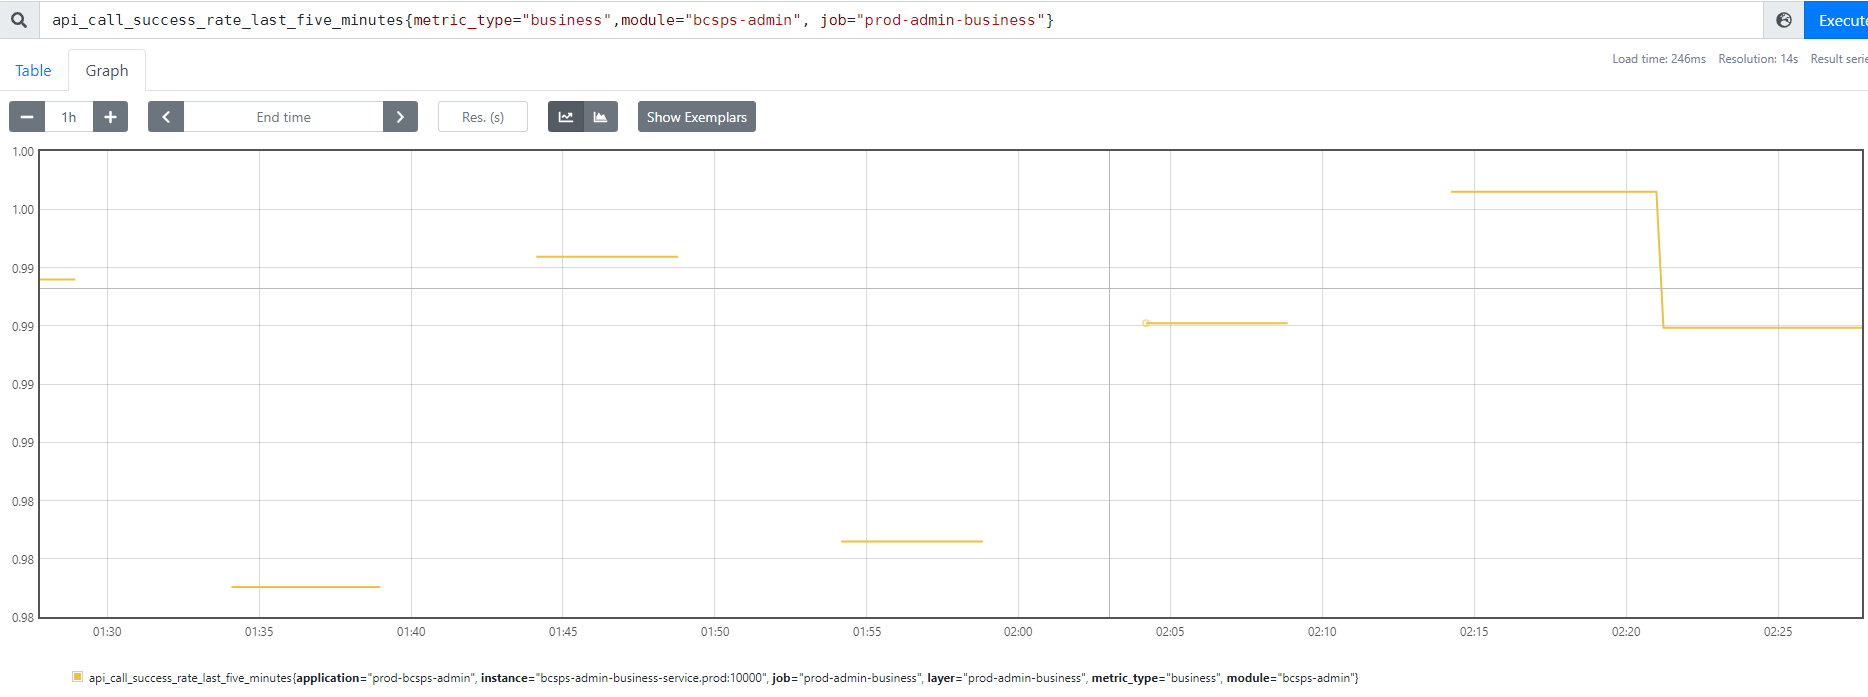 api_call_success_rate_last_five_minutes{metric_type="business",module="bcsps-admin", job="prod-admin-business"}
Execute
Load time: 246ms Resolution: 14s Result serie
Table Graph
1h End time Res. (s) Show Exemplars
1.00
1.00
0.99
0.99
0.99
0.99
0.98
0.98
0.98
01:30 01:35 01:40 01:45 01:50 01:55 02:00 02:05 02:10 02:15 02:20 02:25
api_call_success_rate_last_five_minutes{application="prod-bcsps-admin", instance="bcsps-admin-business-service.prod:10000", job="prod-admin-business", layer="prod-admin-business", metric_type="business", module="bcsps-admin"}